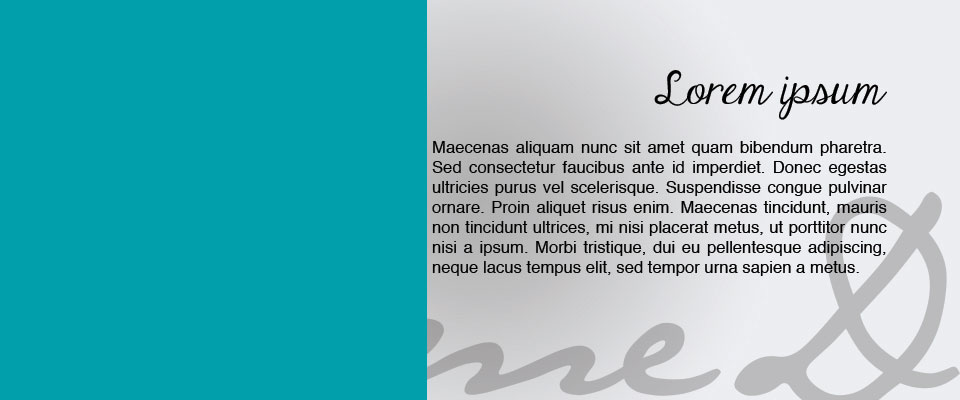 Lorem ipsum
Maecenas aliquam nunc sit amet quam bibendum pharetra.
Sed consectetur faucibus ante id imperdiet. Donec egestas
ultricies purus vel scelerisque. Suspendisse congue pulvinar
ornare. Proin aliquet risus enim. Maecenas tincidunt, mauris
non tincidunt ultrices, mi nisi placerat metus, ut porttitor nunc
nisi a ipsum. Morbi tristique, dui eu pellentesque adipiscing,
neque lacus tempus elit, sed tempor urna sapien a metus.